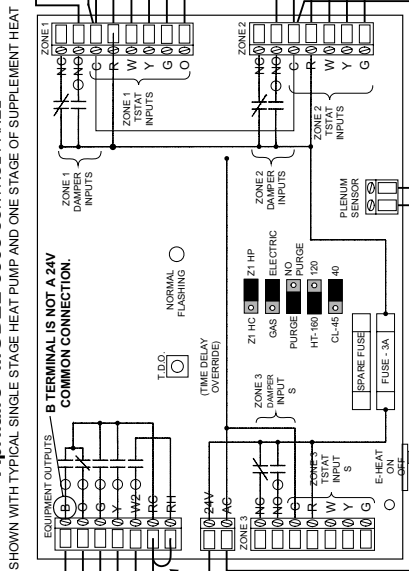 SHOWN WITH TYPICAL SINGLE STAGE HEAT PUMP AND ONE STAGE OF SUPPLEMENT HEAT
B TERMINAL IS NOT A 24V
COMMON CONNECTION.
EQUIPMENT OUTPUTS
B
O
G
Y
W2
RC
RH
ZONE 1
NC
NO
C
R
W
Y
G
O
ZONE 1
DAMPER
INPUTS
ZONE 1
TSTAT
INPUTS
ZONE 2
NC
NO
C
R
W
Y
G
ZONE 2
DAMPER
INPUTS
ZONE 2
TSTAT
INPUTS
T.D.O.
(TIME DELAY
OVERRIDE)
NORMAL
FLASHING
Z1 HC
Z1 HP
GAS
ELECTRIC
PURGE
NO
PURGE
HT-160
120
CL-45
40
PLENUM
SENSOR
SPARE FUSE
FUSE - 3A
24V
AC
ZONE 3
NC
NO
C
R
W
Y
G
ZONE 3
DAMPER
INPUT
S
ZONE 3
TSTAT
INPUT
S
E-HEAT
ON
OFF